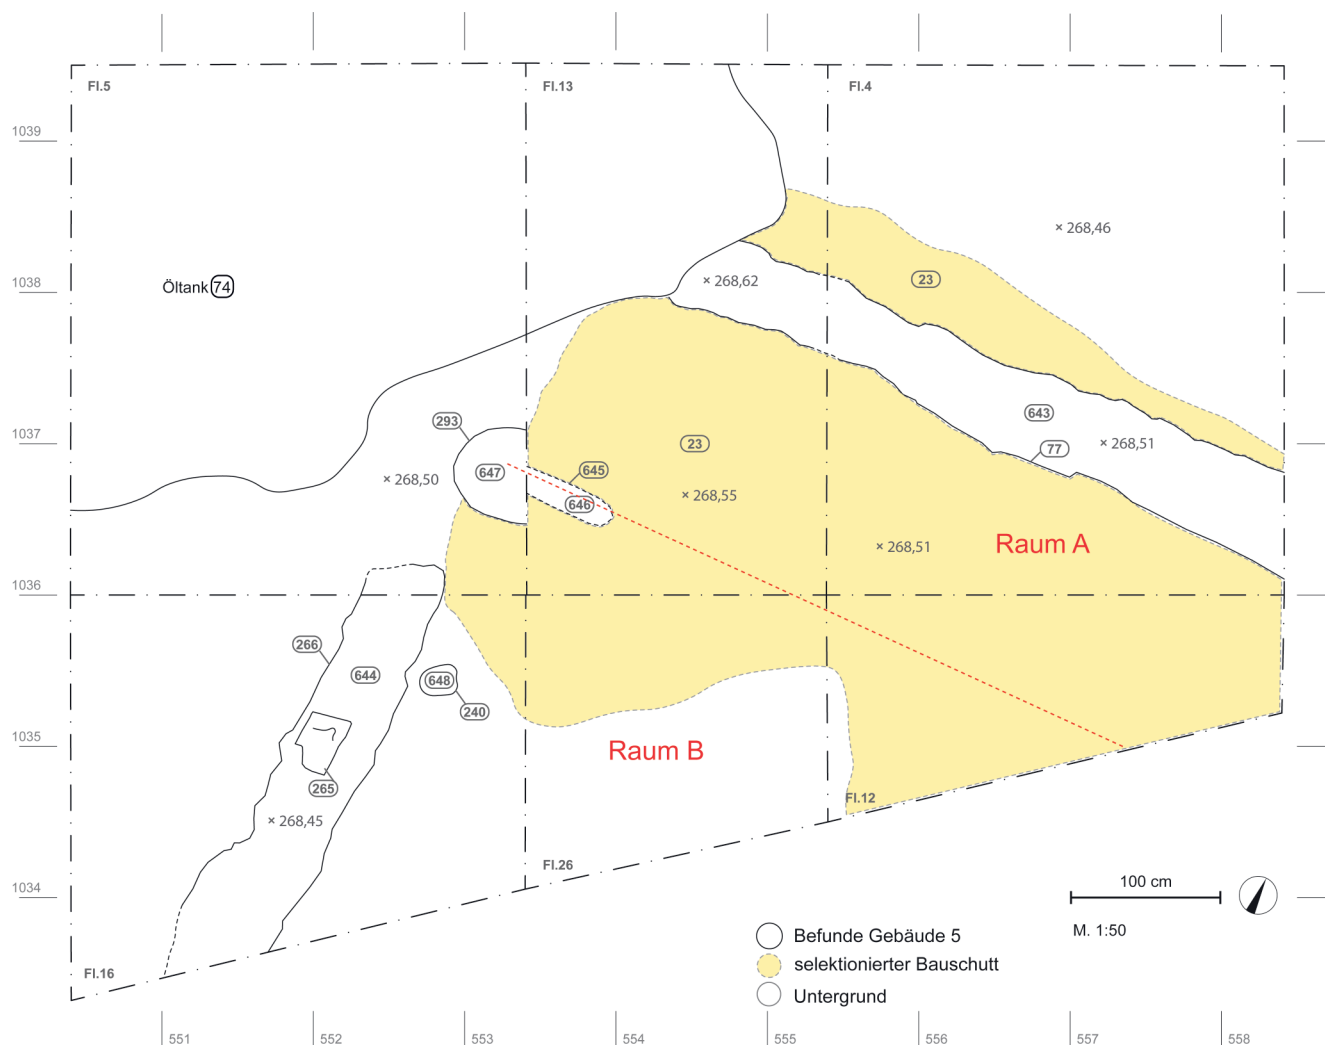 Fl.5
Fl.13
Fl.4
1039
268,46
Öltank 74
268,62
23
1038
293
643
77
268,51
1037
23
647
645
268,50
646
268,55
268,51
Raum A
1036
266
644
648
240
1035
Raum B
265
268,45
Fl.12
Fl.26
1034
100 cm
M. 1:50
Befunde Gebäude 5
selektionierter Bauschutt
Untergrund
Fl.16
551
552
553
554
555
556
557
558